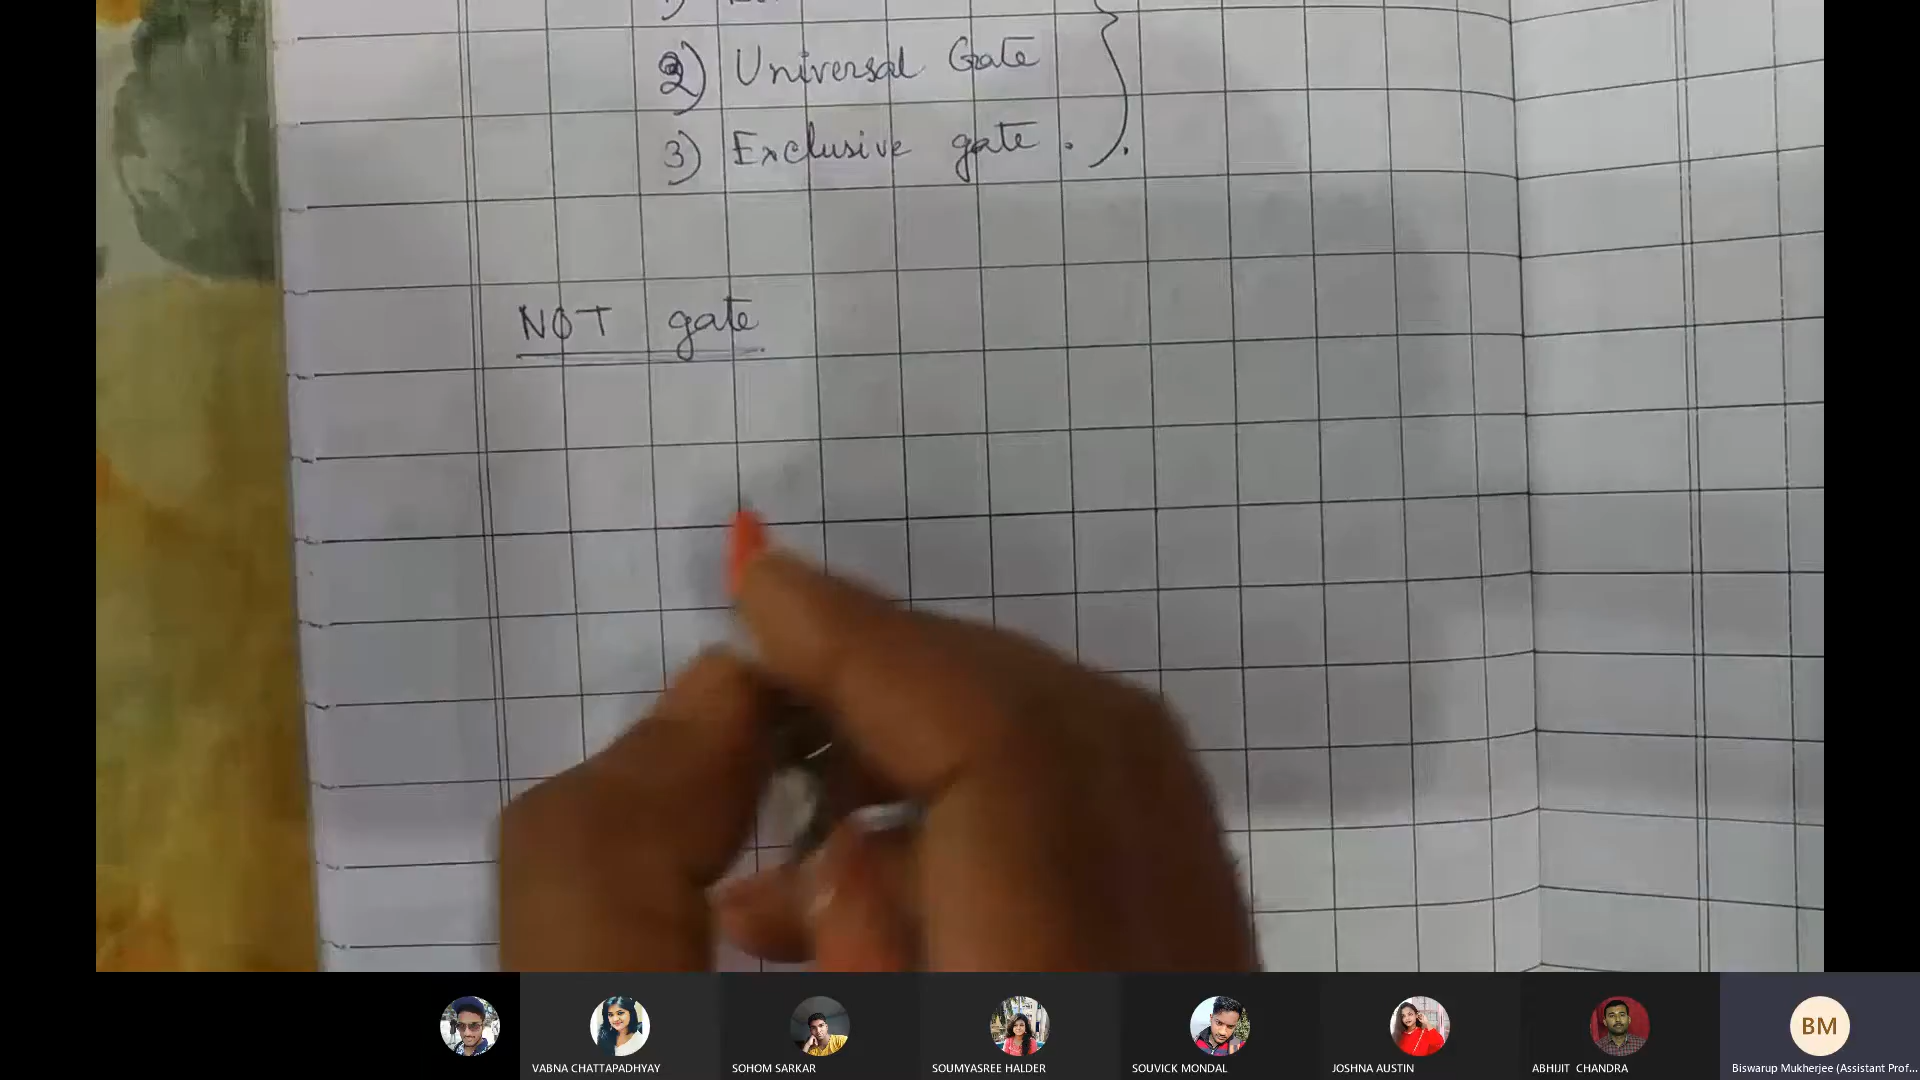 1)
2) Universal Gate
3) Exclusive gate .
NOT gate
VABNA CHATTAPADHYAY
SOHOM SARKAR
SOUMYASREE HALDER
SOUVICK MONDAL
JOSHNA AUSTIN
ABHIJIT CHANDRA
BM
Biswarup Mukherjee (Assistant Prof...